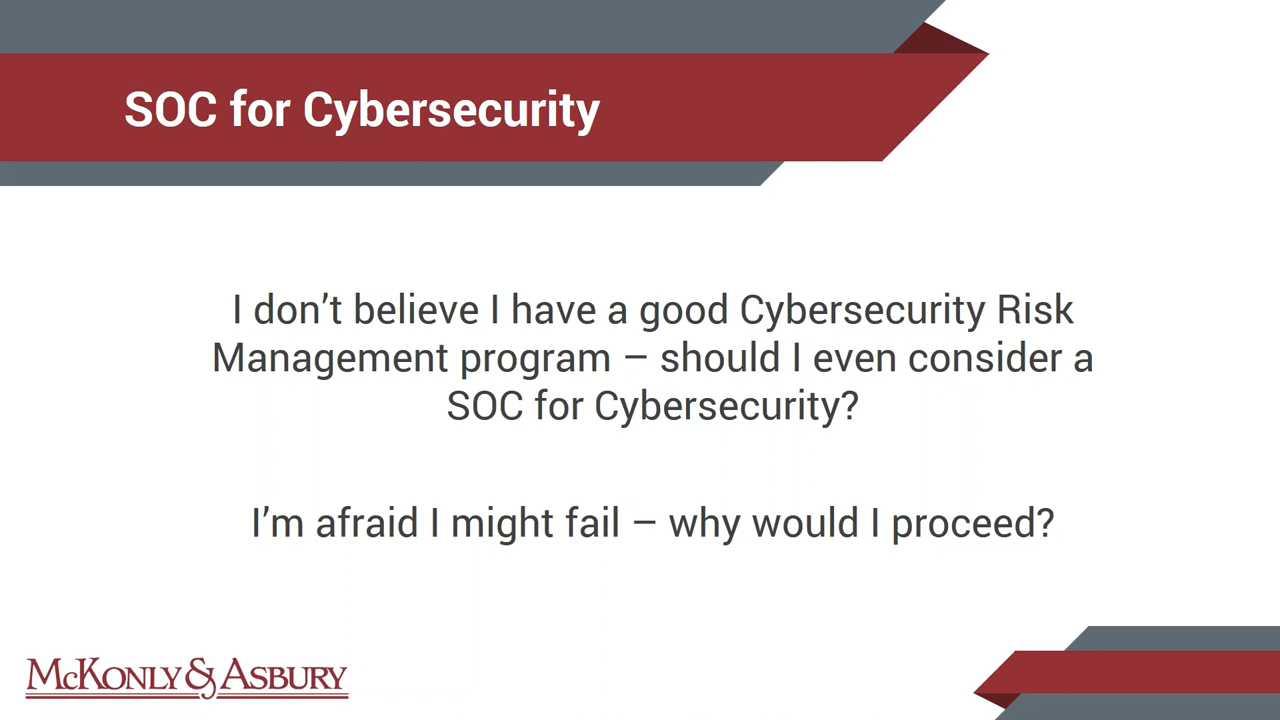 SOC for Cybersecurity
I don’t believe I have a good Cybersecurity Risk
Management program – should I even consider a
SOC for Cybersecurity?
I’m afraid I might fail – why would I proceed?
McKonly & Asbury